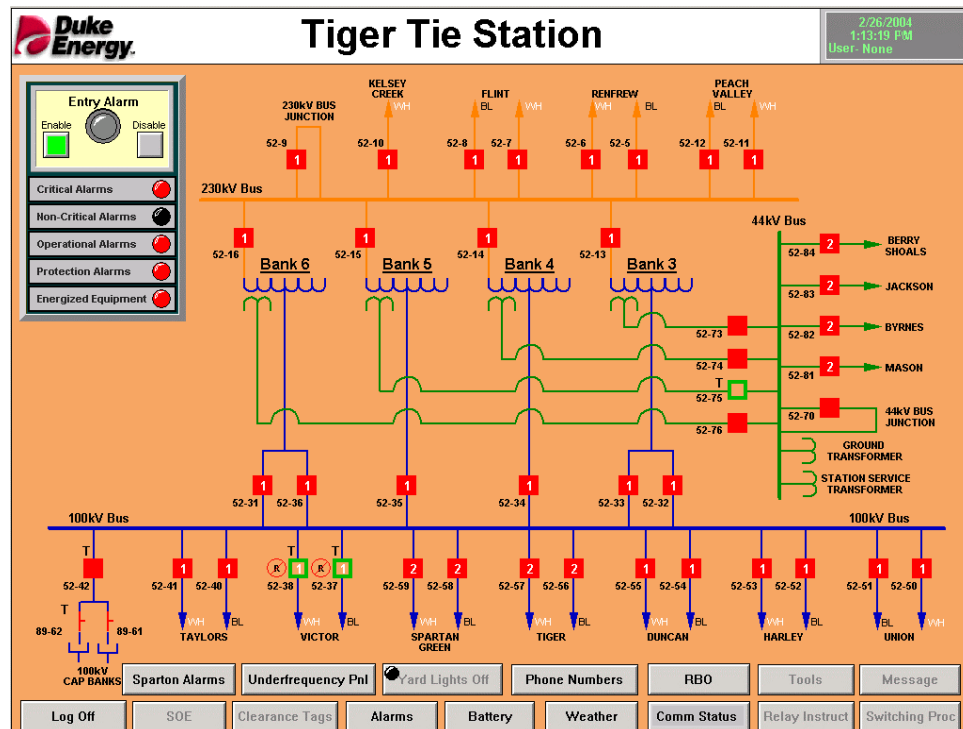 Duke Energy.
Tiger Tie Station
2/26/2004
1:13:19 PM
User- None
Entry Alarm
Enable
Disable
Critical Alarms
Non-Critical Alarms
Operational Alarms
Protection Alarms
Energized Equipment
230kV BUS JUNCTION
KELSEY CREEK
FLINT
RENFREW
PEACH VALLEY
WH
BL
WH
WH
BL
BL
WH
52-9
1
52-10
1
52-8
1
52-7
1
52-6
1
52-5
1
52-12
1
52-11
1
230kV Bus
44kV Bus
52-16
1
52-15
1
52-14
1
52-13
1
Bank 6
Bank 5
Bank 4
Bank 3
52-84
2
BERRY SHOALS
52-83
2
JACKSON
52-82
2
BYRNES
52-81
2
MASON
52-73
52-74
T
52-75
52-76
52-70
44kV BUS JUNCTION
GROUND TRANSFORMER
STATION SERVICE TRANSFORMER
52-31
1
52-36
1
52-35
1
52-34
1
52-33
1
52-32
1
100kV Bus
100kV Bus
T
52-42
52-41
1
52-40
1
T
R
1
52-38
T
R
1
52-37
52-59
2
52-58
2
52-57
2
52-56
2
52-55
1
52-54
1
52-53
1
52-52
1
52-51
1
52-50
1
T
89-62
89-61
100kV CAP BANKS
WH
BL
TAYLORS
WH
BL
VICTOR
WH
BL
SPARTAN GREEN
WH
BL
TIGER
WH
BL
DUNCAN
WH
BL
HARLEY
BL
WH
UNION
Sparton Alarms
Underfrequency Pnl
Yard Lights Off
Phone Numbers
RBO
Tools
Message
Log Off
SOE
Clearance Tags
Alarms
Battery
Weather
Comm Status
Relay Instruct
Switching Proc